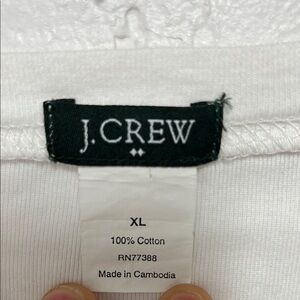 J.CREW
XL
100% Cotton
RN77388
Made in Cambodia